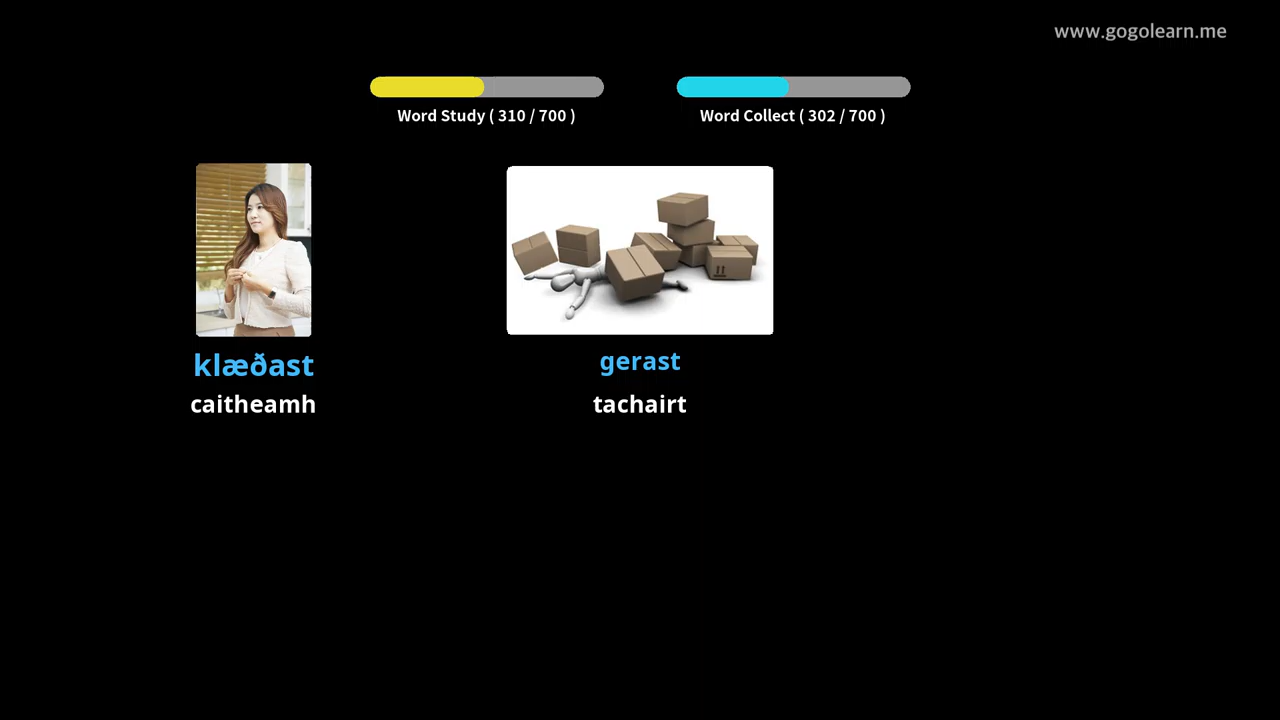 www.gogolearn.me
Word Study ( 310 / 700 )
Word Collect ( 302 / 700 )
klæðast
caitheamh
gerast
tachairt